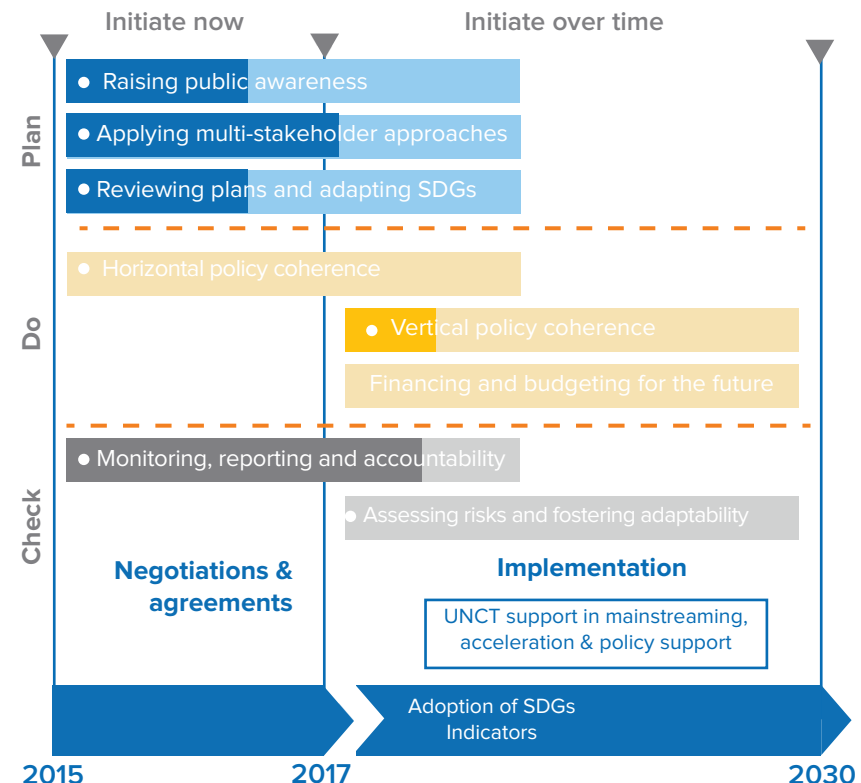 Initiate now
Initiate over time
Plan
Raising public awareness
Applying multi-stakeholder approaches
Reviewing plans and adapting SDGs
Do
Horizontal policy coherence
Vertical policy coherence
Financing and budgeting for the future
Check
Monitoring, reporting and accountability
Assessing risks and fostering adaptability
Negotiations &
agreements
Implementation
UNCT support in mainstreaming,
acceleration & policy support
Adoption of SDGs
Indicators
2015
2017
2030